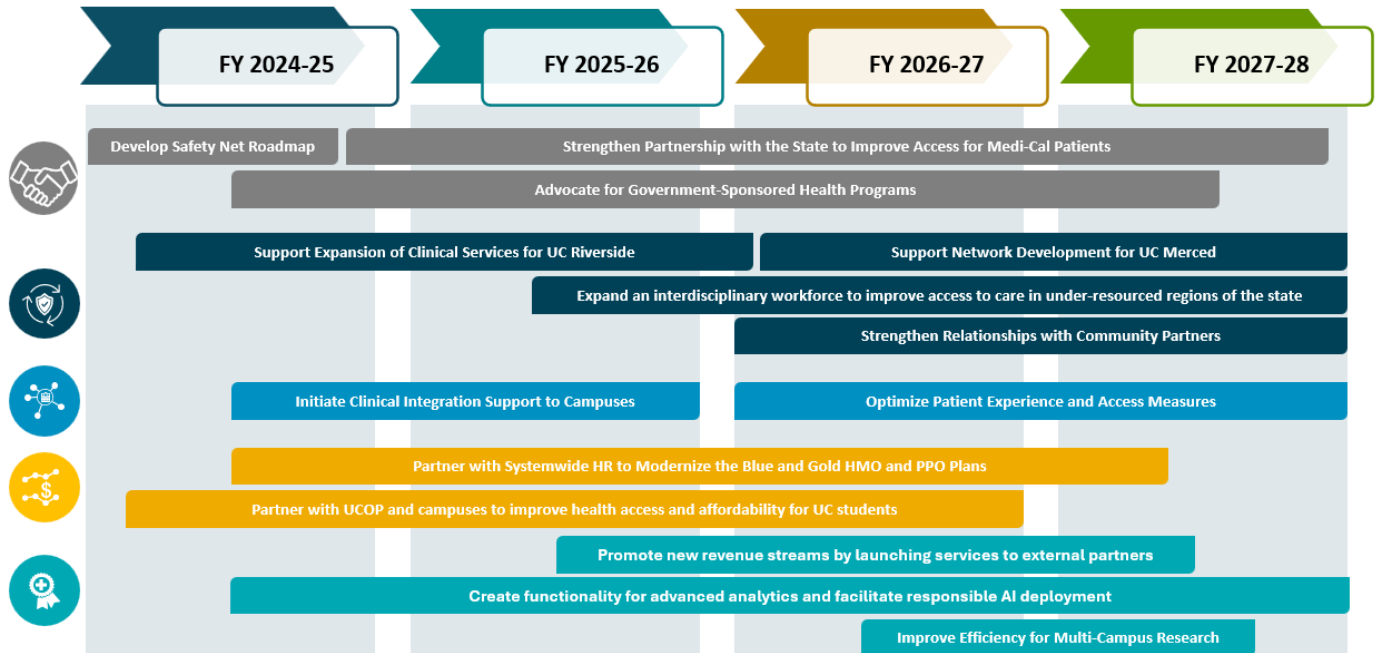 FY 2024-25
FY 2025-26
FY 2026-27
FY 2027-28
Develop Safety Net Roadmap
Strengthen Partnership with the State to Improve Access for Medi-Cal Patients
Advocate for Government-Sponsored Health Programs
Support Expansion of Clinical Services for UC Riverside
Support Network Development for UC Merced
Expand an interdisciplinary workforce to improve access to care in under-resourced regions of the state
Strengthen Relationships with Community Partners
Initiate Clinical Integration Support to Campuses
Optimize Patient Experience and Access Measures
Partner with Systemwide HR to Modernize the Blue and Gold HMO and PPO Plans
$
Partner with UCOP and campuses to improve health access and affordability for UC students
Promote new revenue streams by launching services to external partners
Create functionality for advanced analytics and facilitate responsible AI deployment
Improve Efficiency for Multi-Campus Research